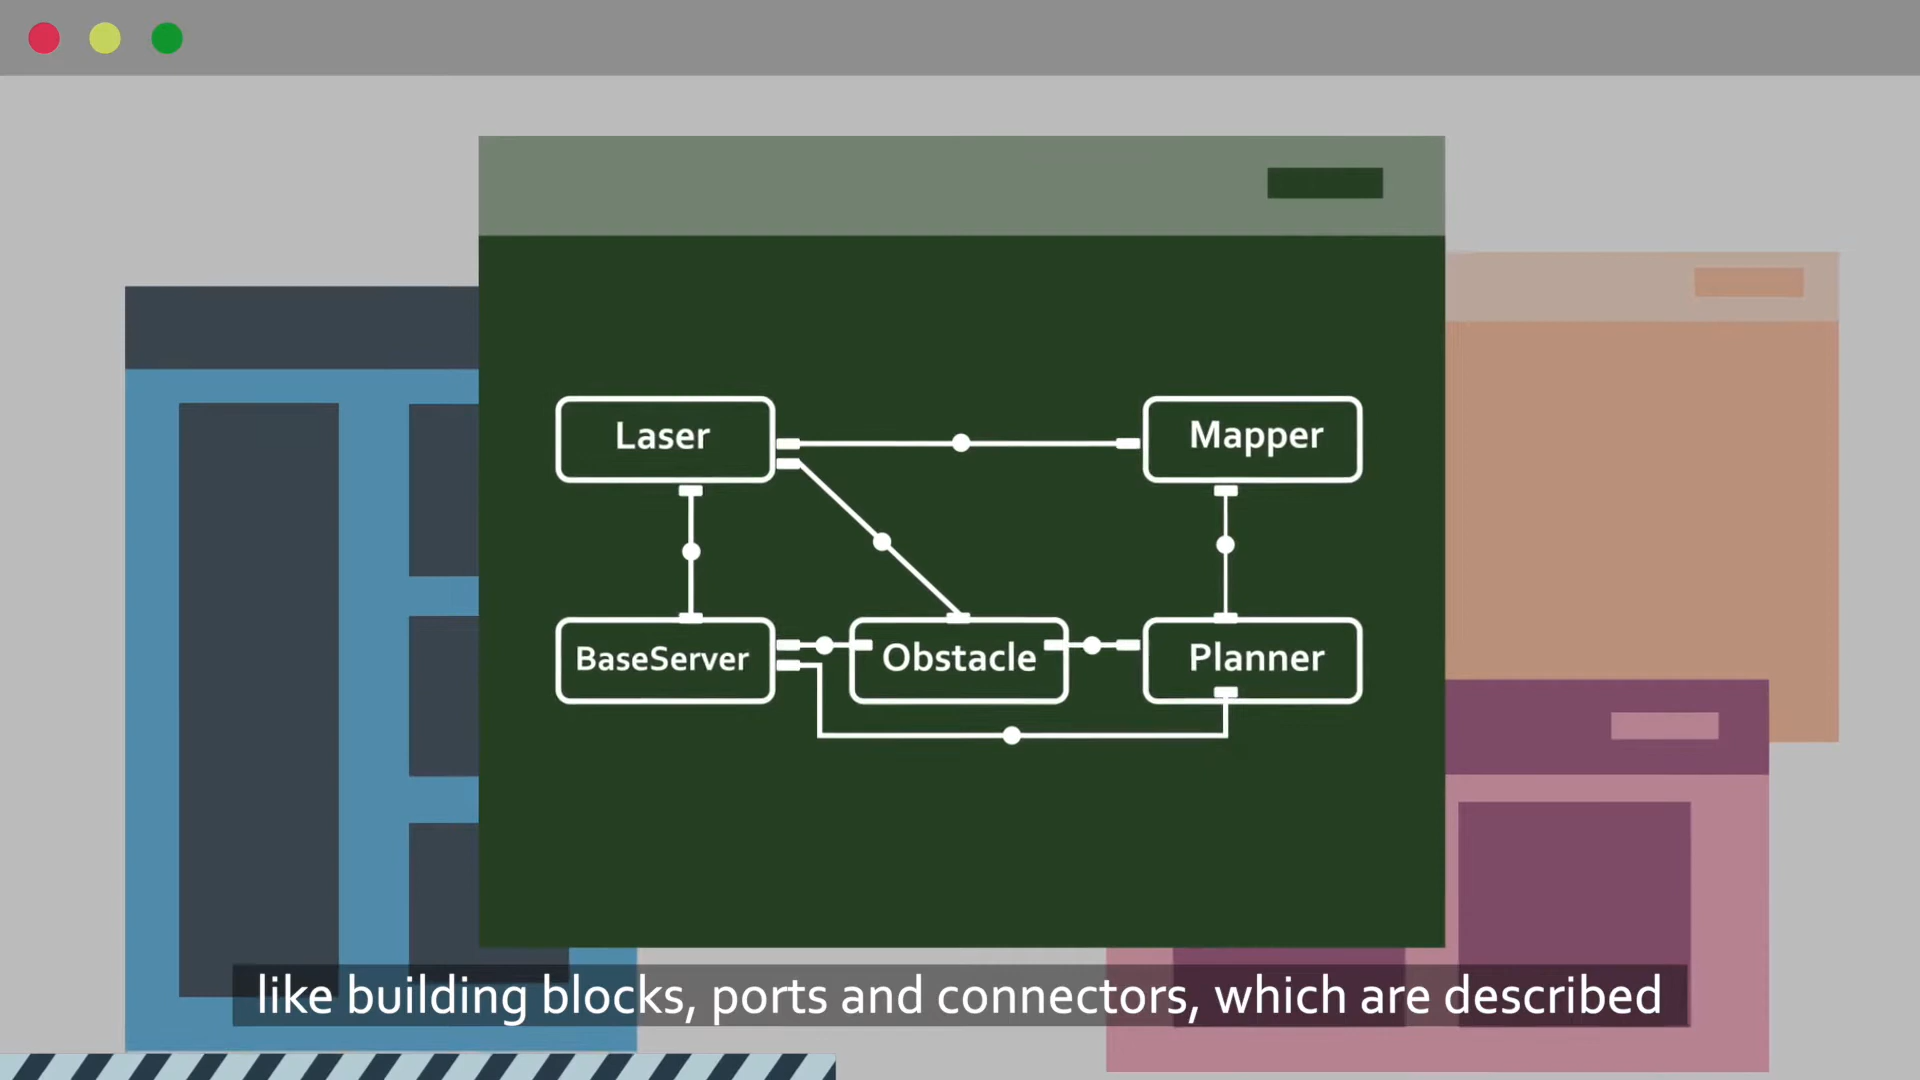 Laser
Mapper
BaseServer
Obstacle
Planner
like building blocks, ports and connectors, which are described